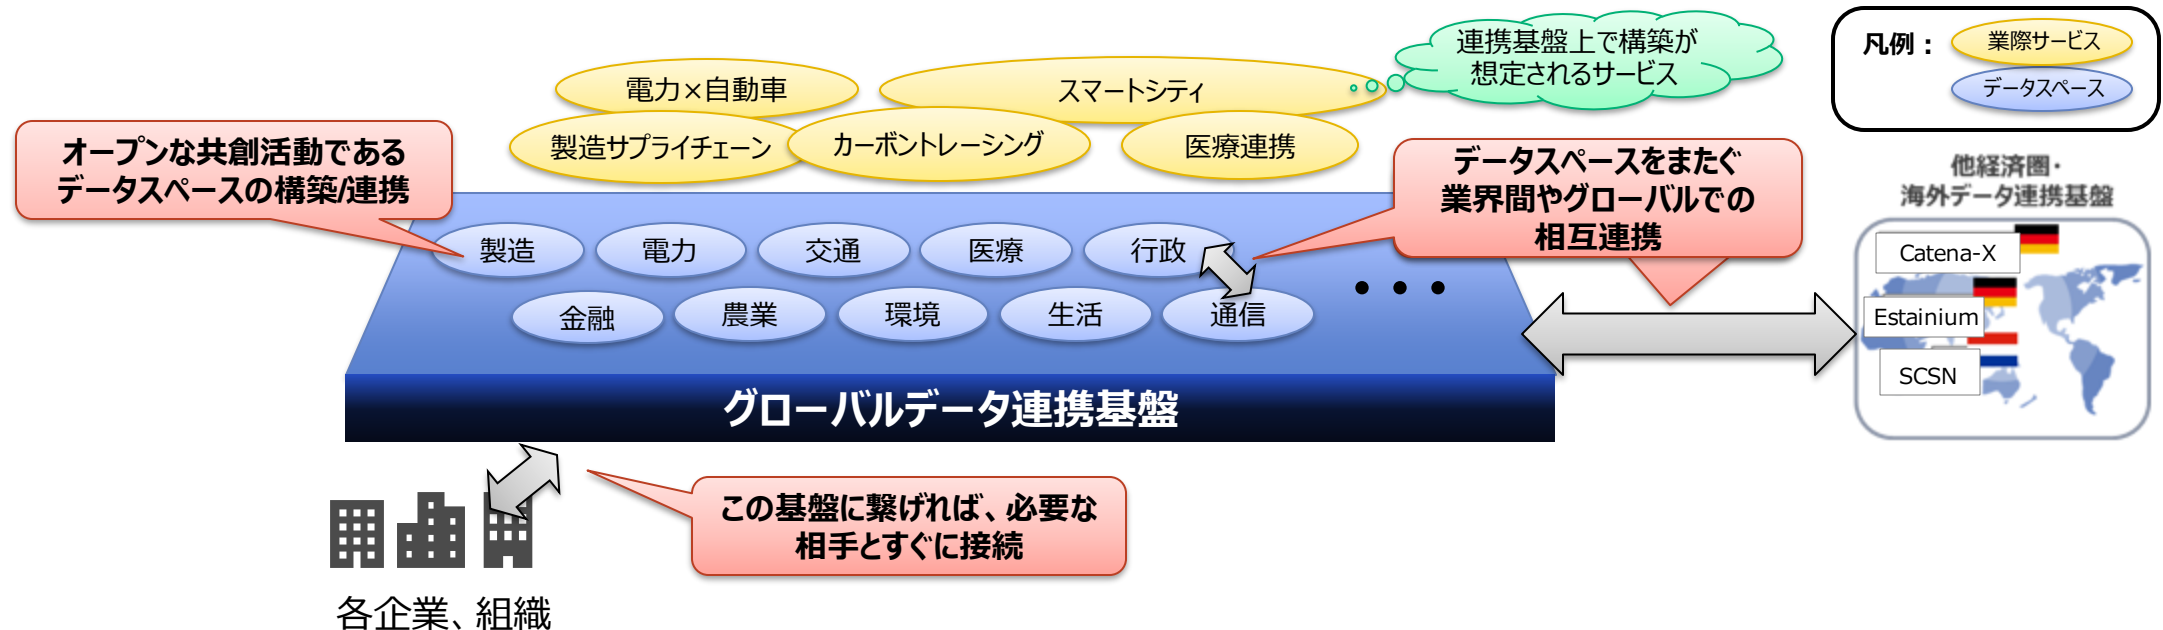 連携基盤上で構築が
想定されるサービス
凡例：
業際サービス
データスペース
電力×自動車
スマートシティ
製造サプライチェーン
カーボントレーシング
医療連携
オープンな共創活動である
データスペースの構築/連携
データスペースをまたぐ
業界間やグローバルでの
相互連携
他経済圏・
海外データ連携基盤
製造
電力
交通
医療
行政
金融
農業
環境
生活
通信
• • •
Catena-X
Estainium
SCSN
グローバルデータ連携基盤
この基盤に繋げれば、必要な
相手とすぐに接続
各企業、組織